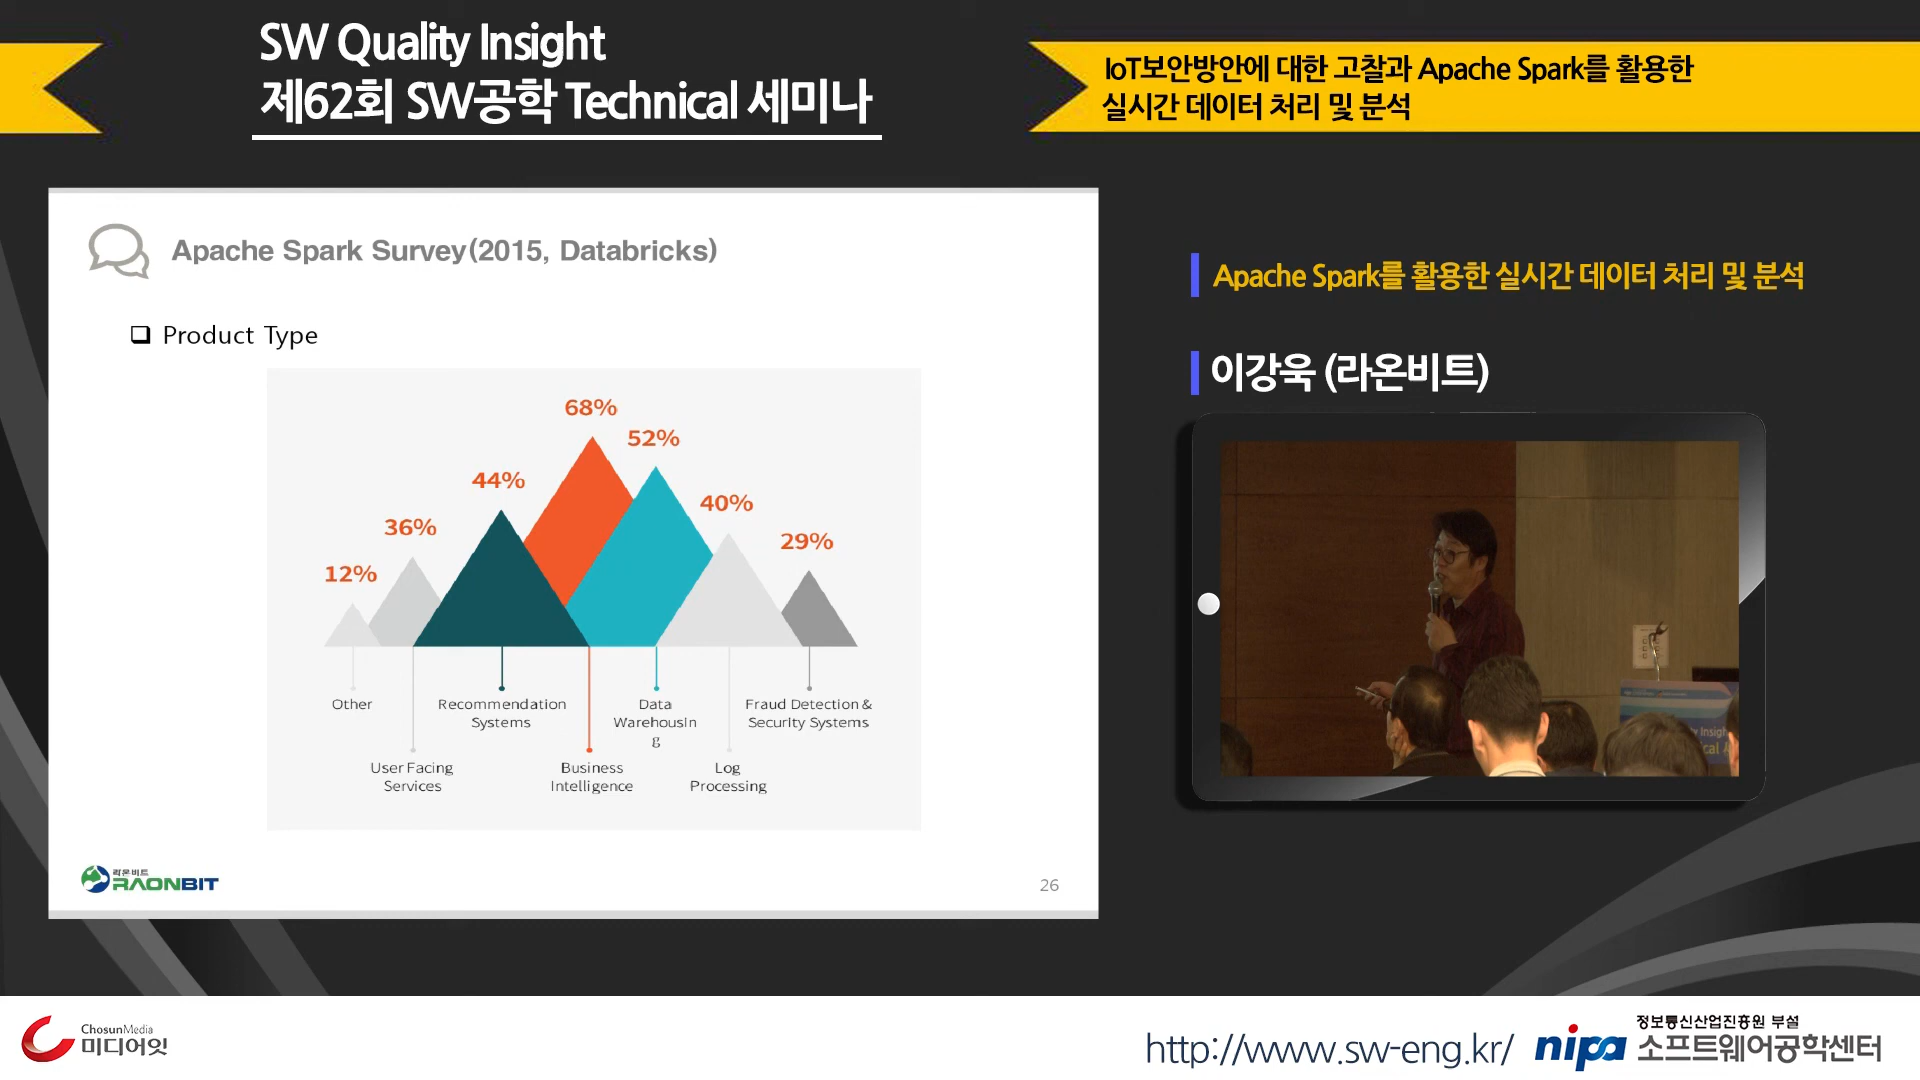 SW Quality Insight
제62회 SW공학 Technical 세미나
IoT보안방안에 대한 고찰과 Apache Spark를 활용한
실시간 데이터 처리 및 분석
Apache Spark Survey(2015, Databricks)
Product Type
68%
52%
44%
40%
36%
29%
12%
Other
Recommendation
Systems
Data
Warehousin
g
Fraud Detection &
Security Systems
User Facing
Services
Business
Intelligence
Log
Processing
라온비트
RAONBIT
26
Apache Spark를 활용한 실시간 데이터 처리 및 분석
이강욱 (라온비트)
ChosunMedia
미디어잇
http://www.sw-eng.kr/
nipa
정보통신산업진흥원 부설
소프트웨어공학센터